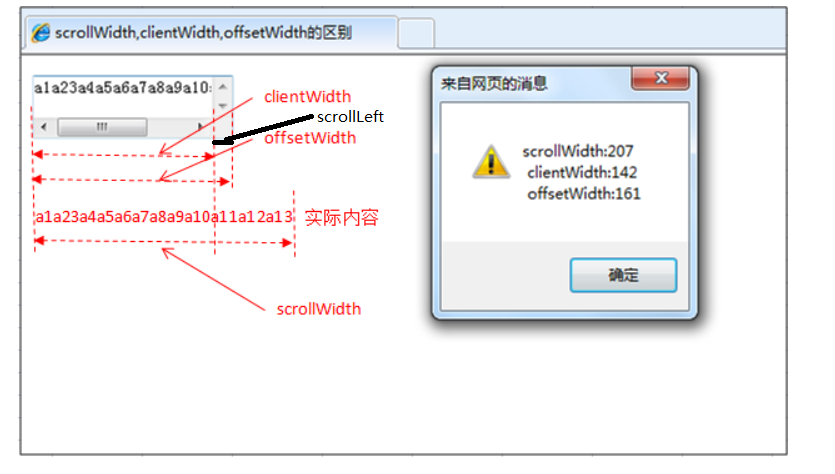 scrollWidth,clientWidth,offsetWidth的区别
来自网页的消息
a1a23a4a5a6a7a8a9a10
clientWidth
scrollLeft
offsetWidth
scrollWidth:207
clientWidth:142
offsetWidth:161
a1a23a4a5a6a7a8a9a10a11a12a13 实际内容
确定
scrollWidth